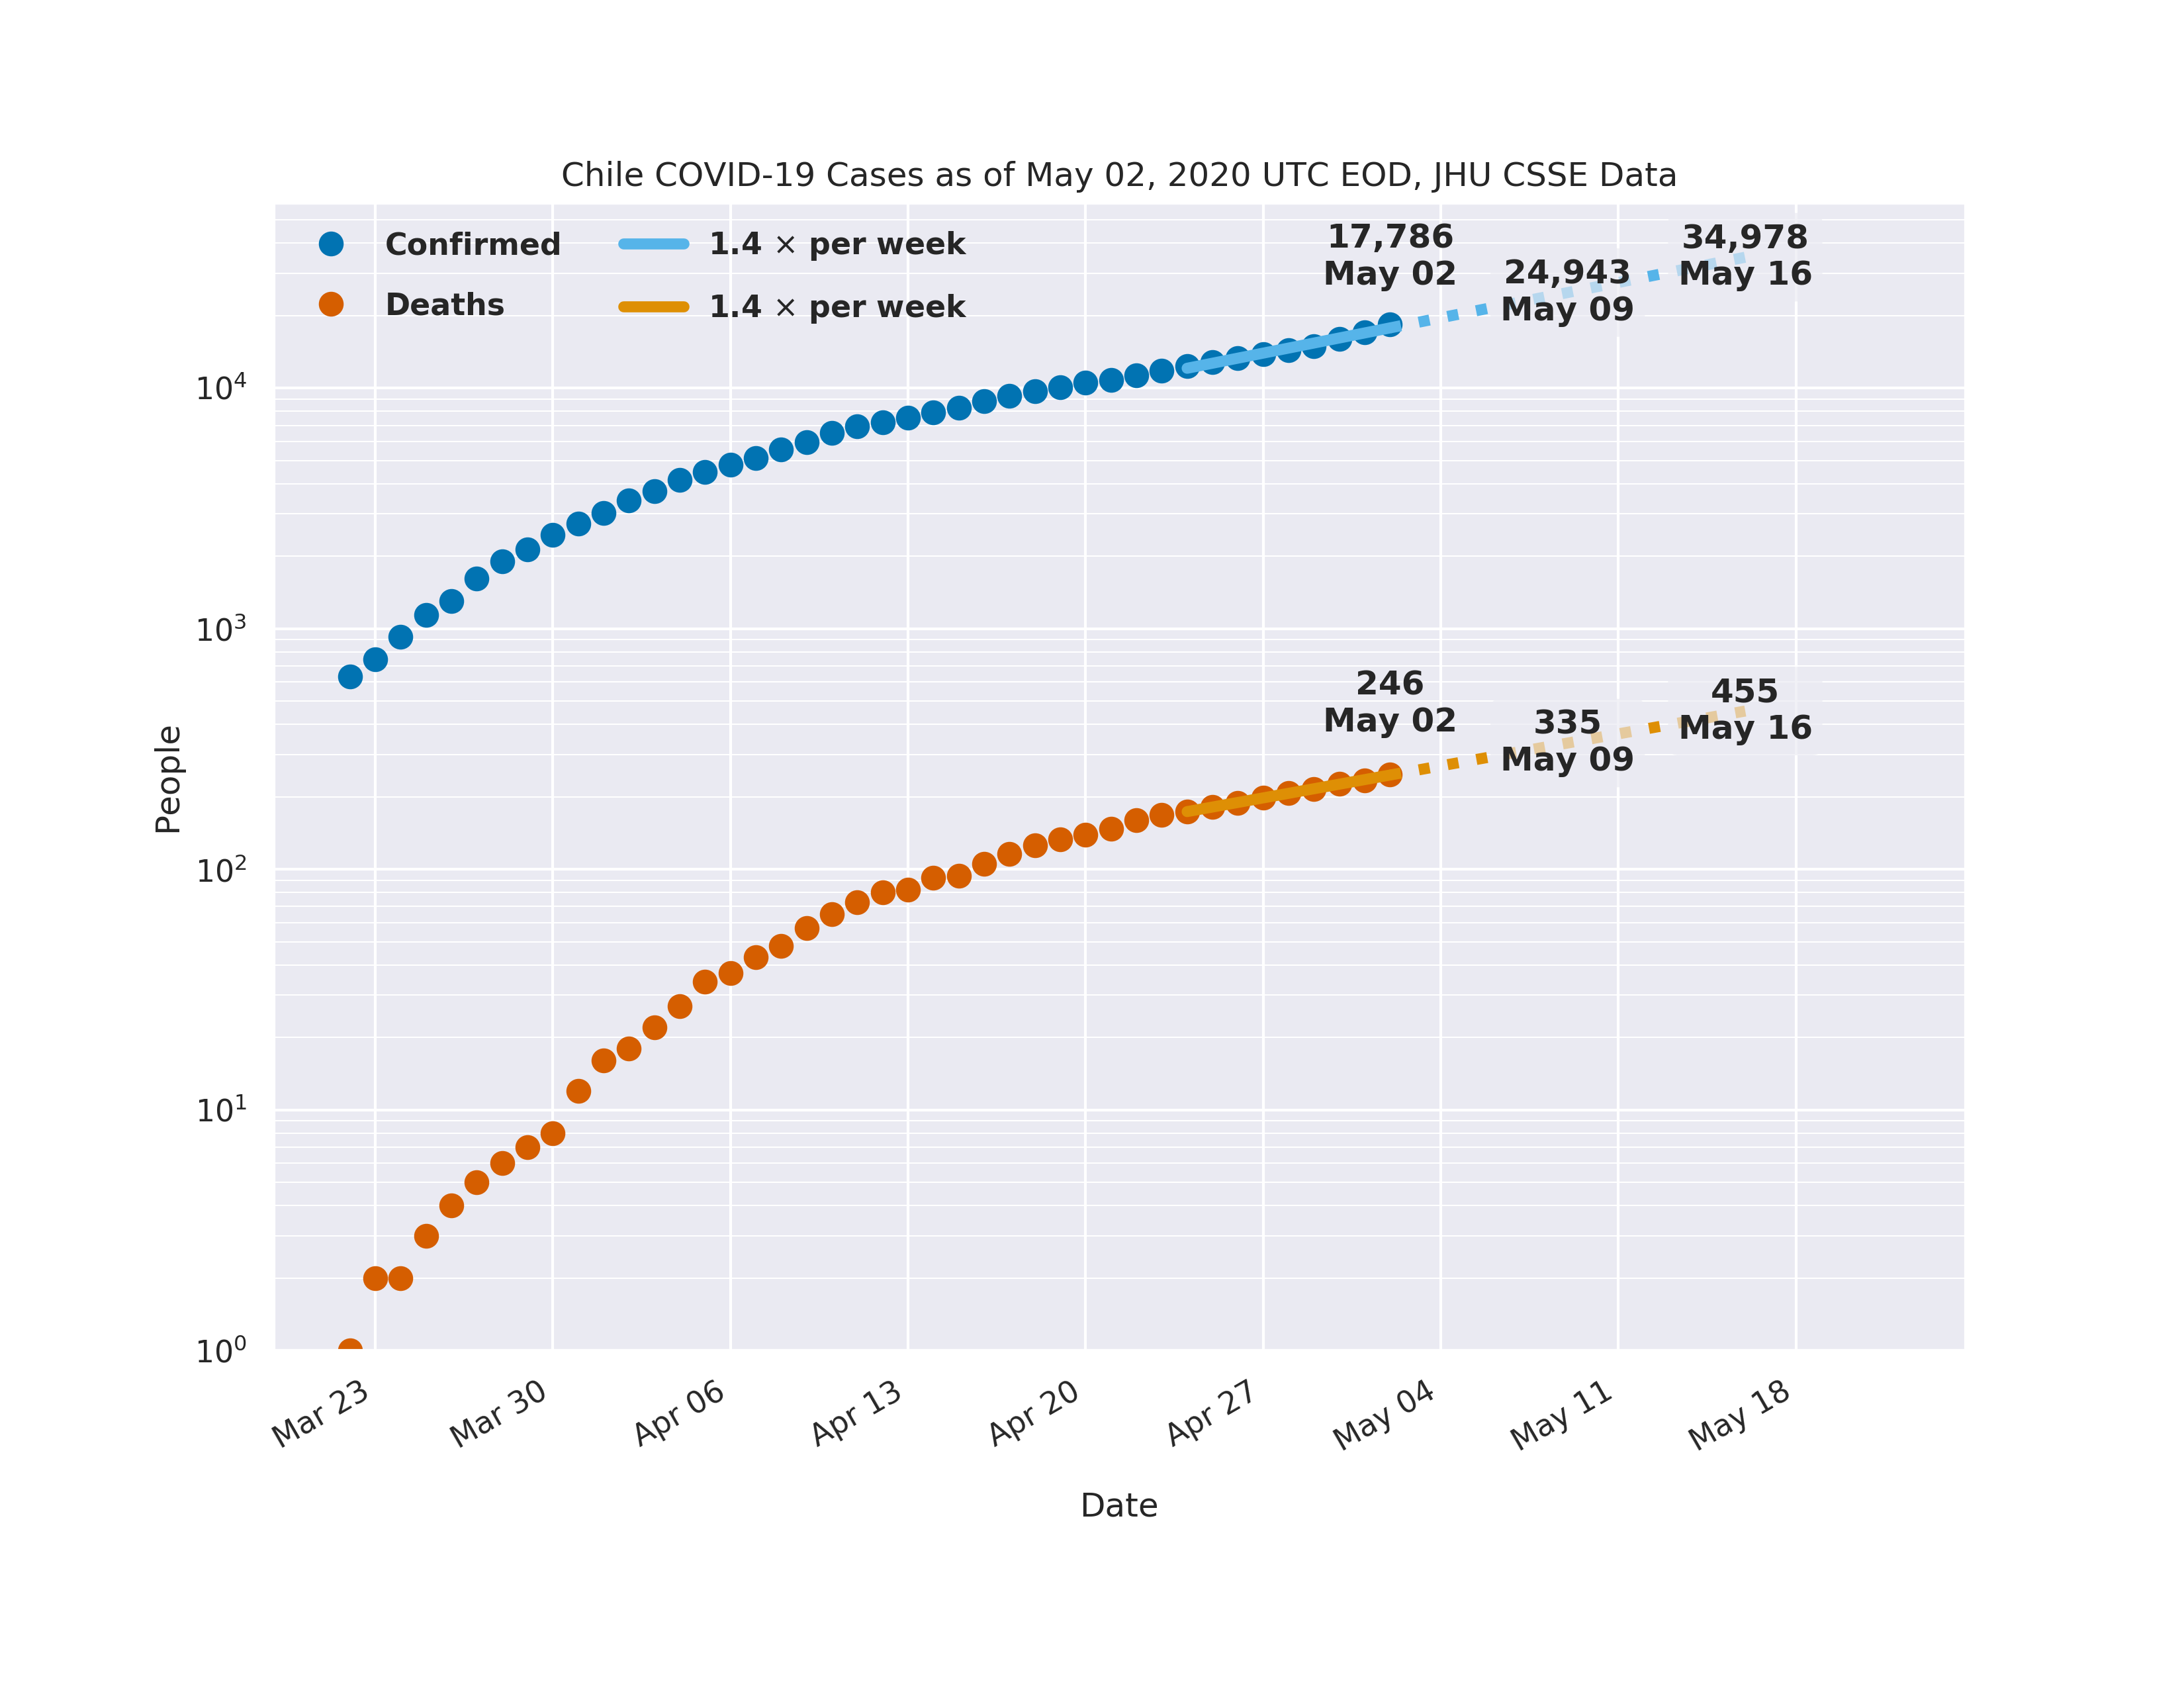 Chile COVID-19 Cases as of May 02, 2020 UTC EOD, JHU CSSE Data
Confirmed
Deaths
1.4 × per week
1.4 × per week
17,786
May 02
24,943
May 09
34,978
May 16
246
May 02
335
May 09
455
May 16
People
10⁴
10³
10²
10¹
10⁰
Mar 23
Mar 30
Apr 06
Apr 13
Apr 20
Apr 27
May 04
May 11
May 18
Date